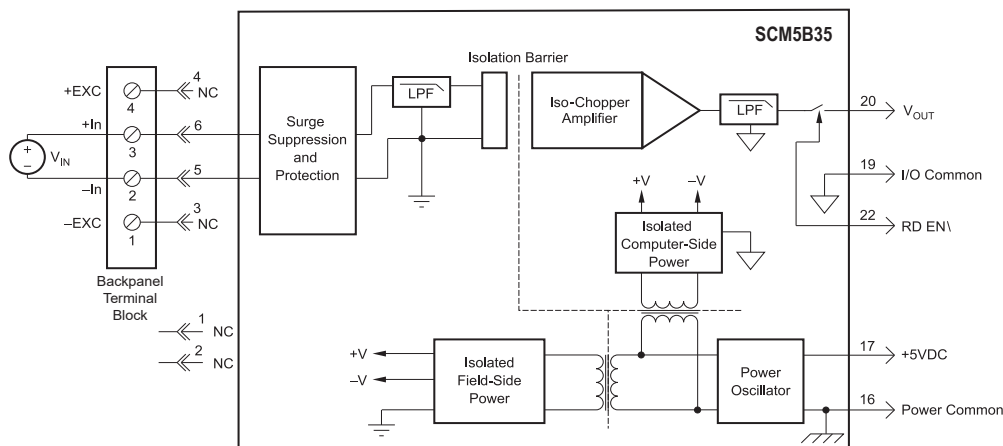 SCM5B35
Isolation Barrier
+EXC
4
4
NC
LPF
Iso-Chopper
Amplifier
LPF
20
V_OUT
+In
3
6
Surge
Suppression
and
Protection
+
−
V_IN
–In
2
5
19
I/O Common
+V
–V
–EXC
1
3
NC
22
RD EN\
Isolated
Computer-Side
Power
Backpanel
Terminal
Block
1
NC
2
NC
+V
–V
Isolated
Field-Side
Power
Power
Oscillator
17
+5VDC
16
Power Common